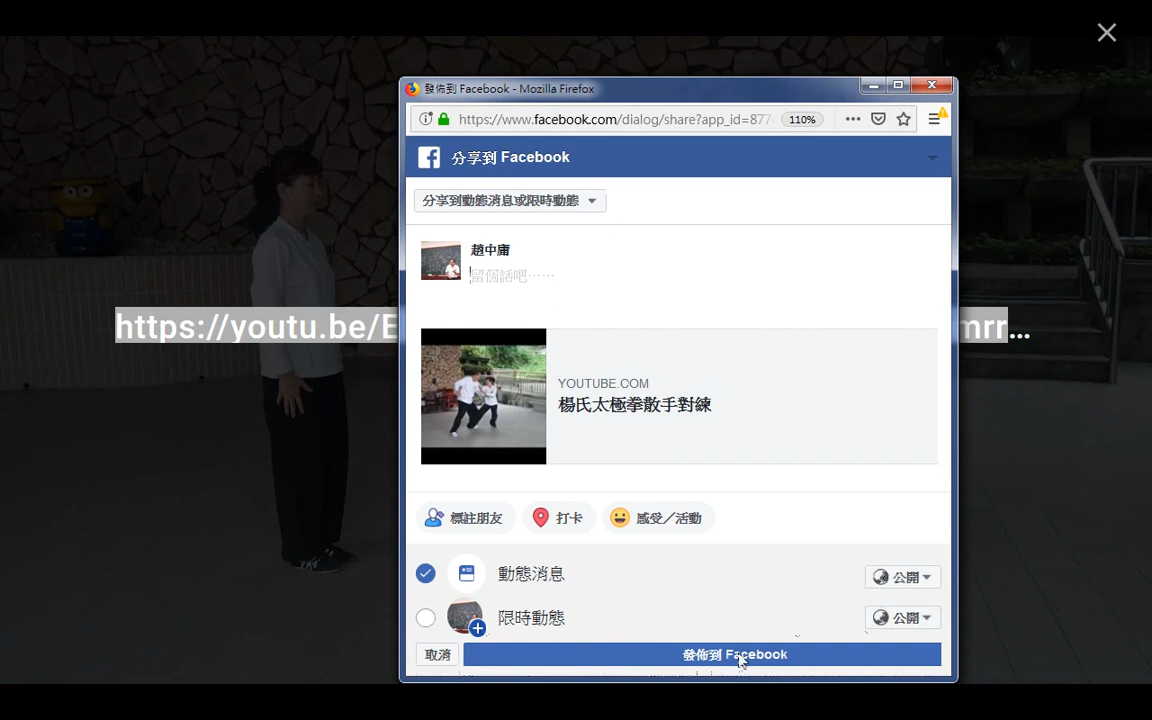 發佈到 Facebook - Mozilla Firefox
https://www.facebook.com/dialog/share?app_id=877
110%
分享到 Facebook
分享到動態消息或限時動態
趙中庸
留個話吧……
https://youtu.be/E
mrr...
YOUTUBE.COM
楊氏太極拳散手對練
標註朋友 打卡 感受／活動
動態消息 公開
限時動態 公開
取消 發佈到 Facebook